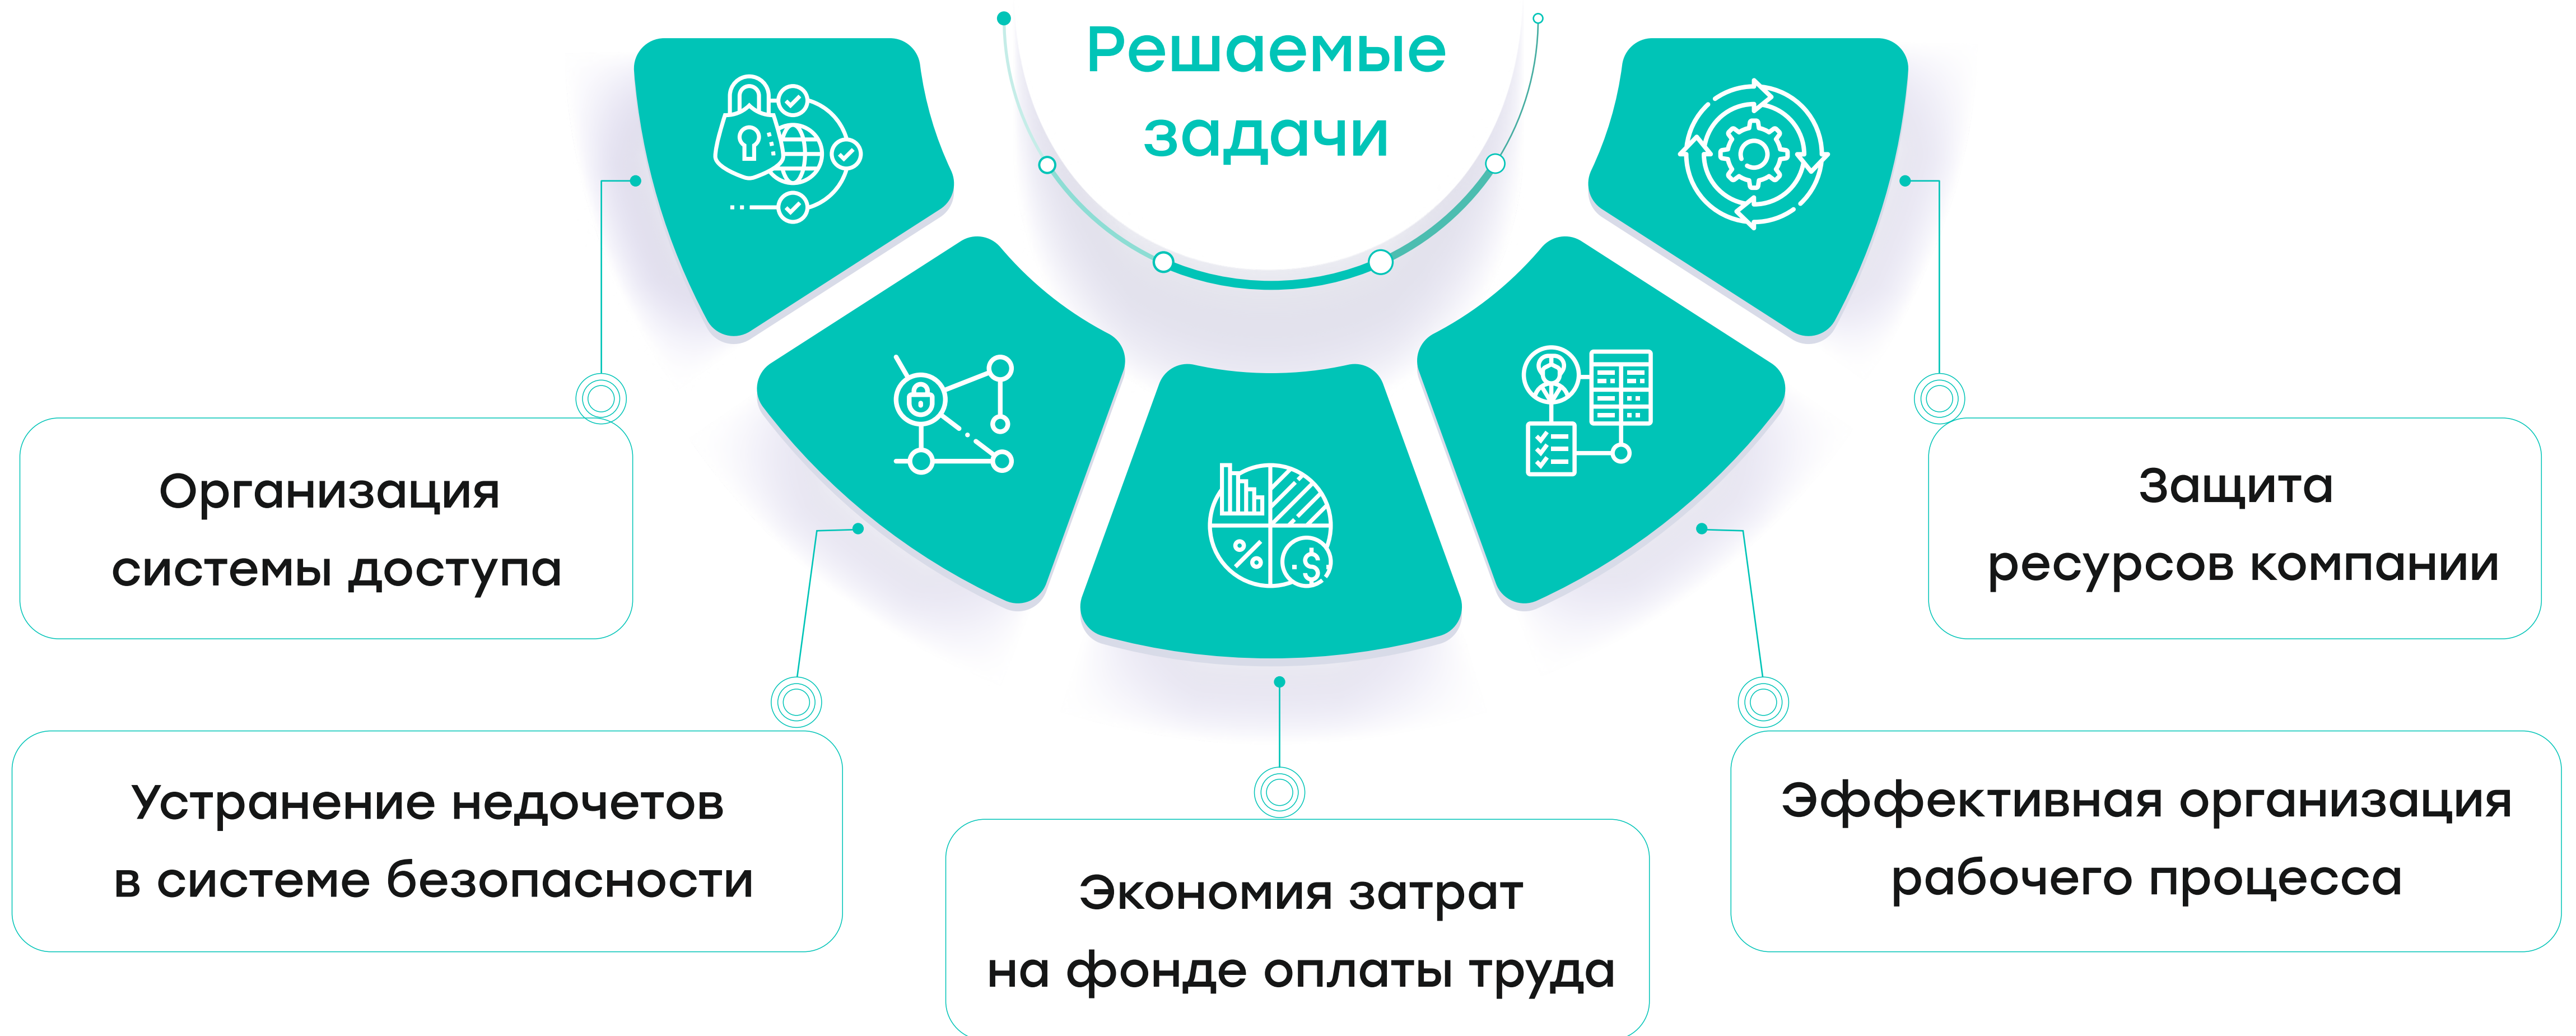 Решаемые
задачи
Организация
системы доступа
Устранение недочетов
в системе безопасности
Экономия затрат
на фонде оплаты труда
Эффективная организация
рабочего процесса
Защита
ресурсов компании